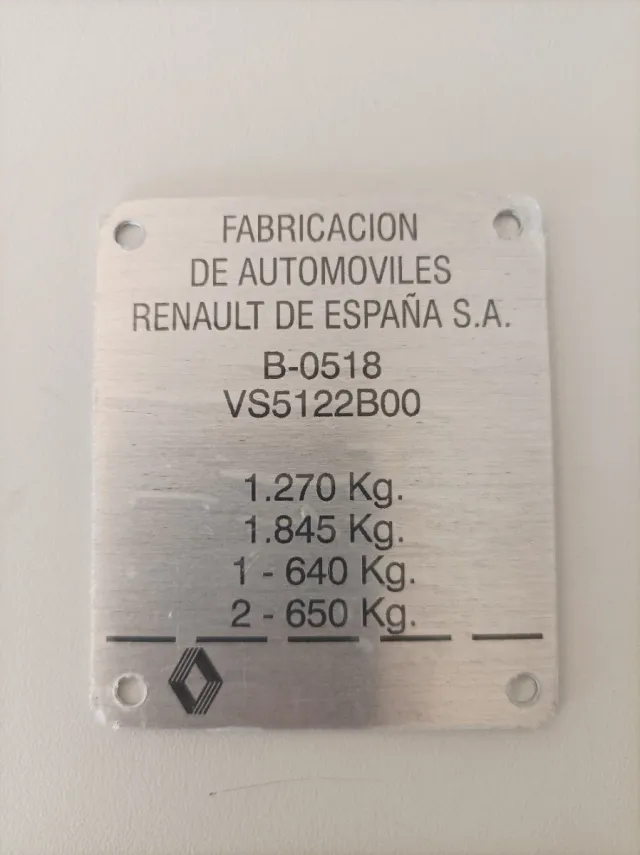 FABRICACION
DE AUTOMOVILES
RENAULT DE ESPAÑA S.A.
B-0518
VS5122B00
1.270 Kg.
1.845 Kg.
1 - 640 Kg.
2 - 650 Kg.